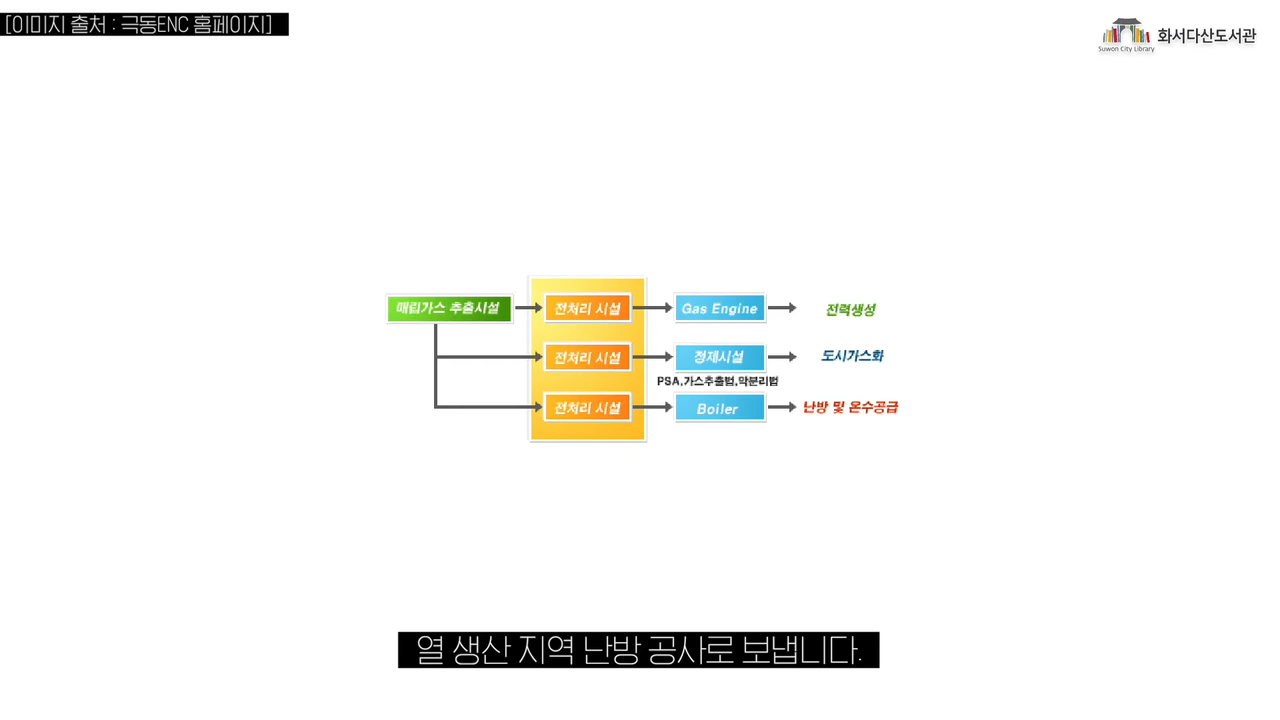 [이미지 출처 : 극동ENC 홈페이지]
Suwon City Library
화서다산도서관
매립가스 추출시설
전처리 시설
Gas Engine
전력생성
전처리 시설
정제시설
도시가스화
PSA,가스추출법,막분리법
전처리 시설
Boiler
난방 및 온수공급
열 생산 지역 난방 공사로 보냅니다.